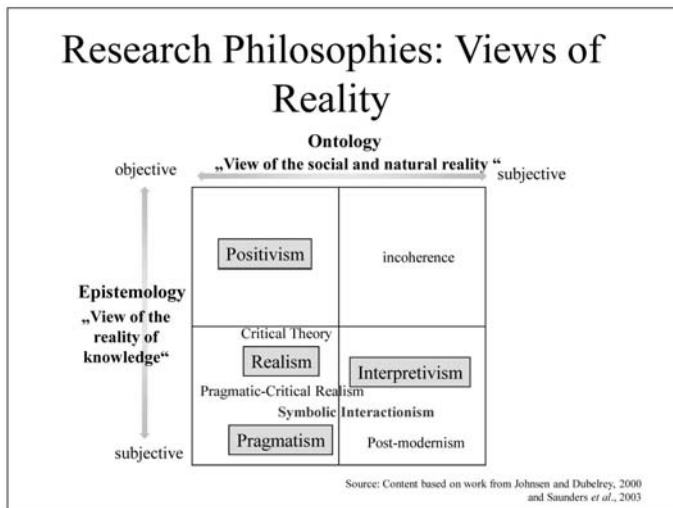 Research Philosophies: Views of
Reality
Ontology
„View of the social and natural reality “
objective
subjective
Positivism
incoherence
Epistemology
„View of the
reality of
knowledge“
Critical Theory
Realism
Interpretivism
Pragmatic-Critical Realism
Symbolic Interactionism
Pragmatism
Post-modernism
subjective
Source: Content based on work from Johnsen and Dubelrey, 2000
and Saunders et al., 2003